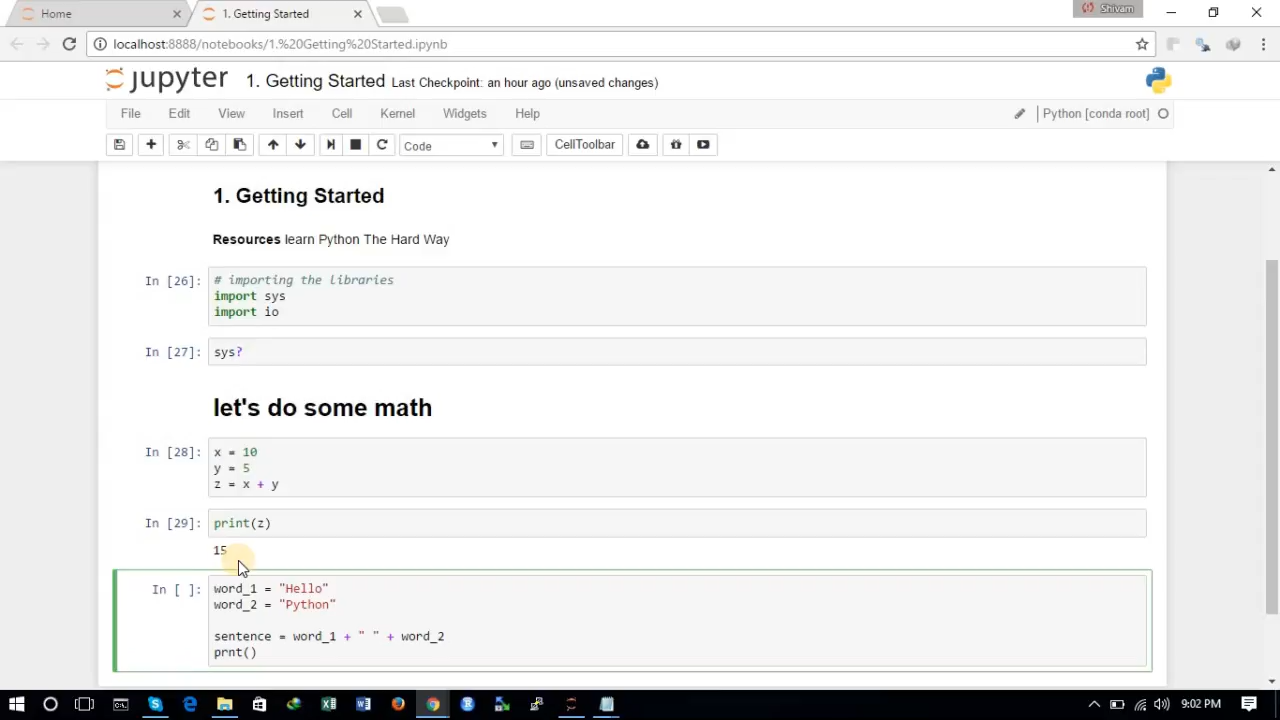 Home
1. Getting Started
Shivam
localhost:8888/notebooks/1.%20Getting%20Started.ipynb
jupyter 1. Getting Started Last Checkpoint: an hour ago (unsaved changes)
File Edit View Insert Cell Kernel Widgets Help Python [conda root]
Code CellToolbar
1. Getting Started
Resources learn Python The Hard Way
In [26]: # importing the libraries
import sys
import io
In [27]: sys?
let's do some math
In [28]: x = 10
y = 5
z = x + y
In [29]: print(z)
15
In [ ]: word_1 = "Hello"
word_2 = "Python"
sentence = word_1 + " " + word_2
prnt()
9:02 PM